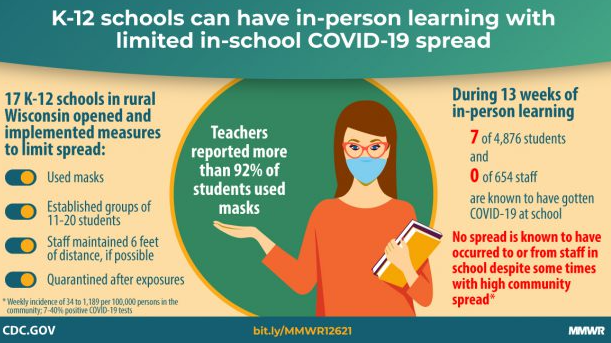 K-12 schools can have in-person learning with
limited in-school COVID-19 spread
17 K-12 schools in rural
Wisconsin opened and
implemented measures
to limit spread:
Used masks
Established groups of
11-20 students
Staff maintained 6 feet
of distance, if possible
Quarantined after exposures
* Weekly incidence of 34 to 1,189 per 100,000 persons in the
community; 7-40% positive COVID-19 tests
Teachers
reported more
than 92% of
students used
masks
During 13 weeks of
in-person learning
7 of 4,876 students
and
0 of 654 staff
are known to have gotten
COVID-19 at school
No spread is known to have
occurred to or from staff in
school despite some times
with high community
spread*
CDC.GOV
bit.ly/MMWR12621
MMWR